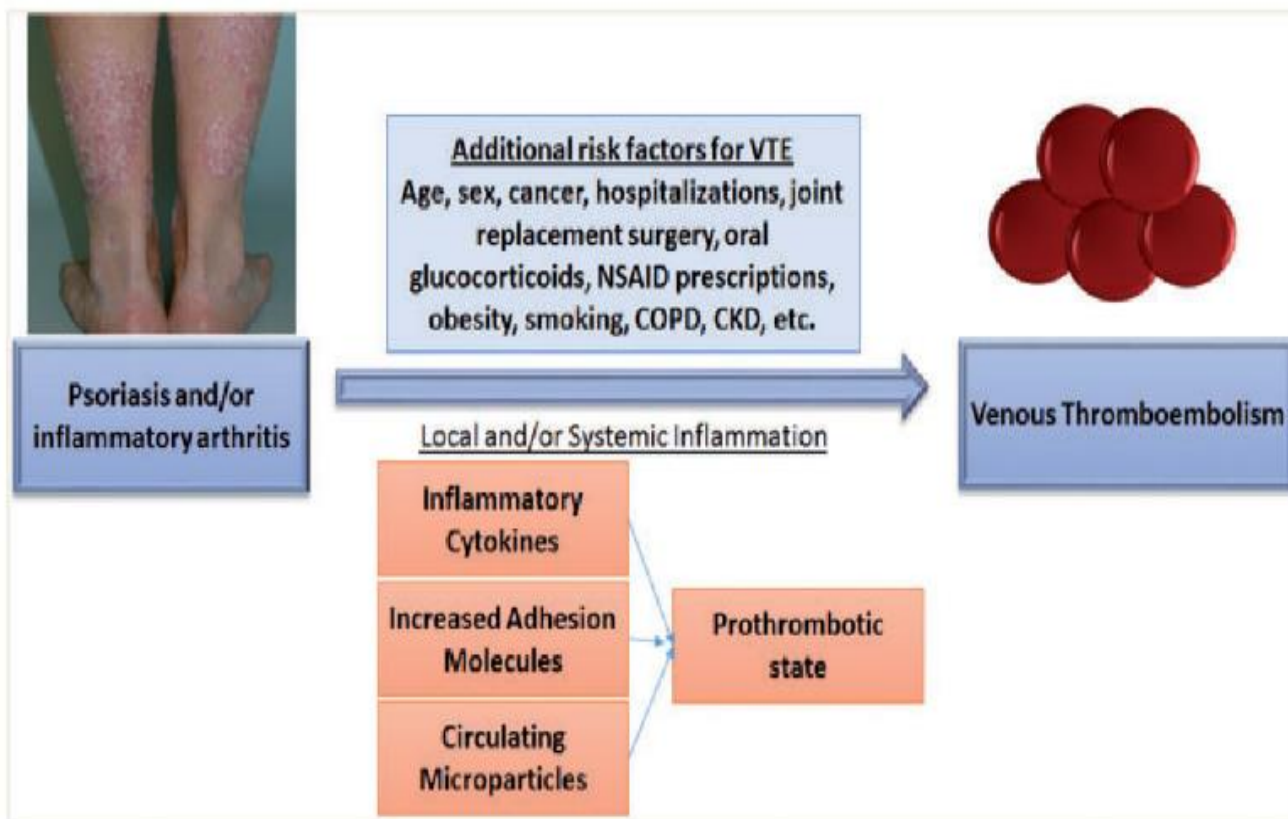 Additional risk factors for VTE
Age, sex, cancer, hospitalizations, joint
replacement surgery, oral
glucocorticoids, NSAID prescriptions,
obesity, smoking, COPD, CKD, etc.
Psoriasis and/or
inflammatory arthritis
Venous Thromboembolism
Local and/or Systemic Inflammation
Inflammatory
Cytokines
Increased Adhesion
Molecules
Circulating
Microparticles
Prothrombotic
state